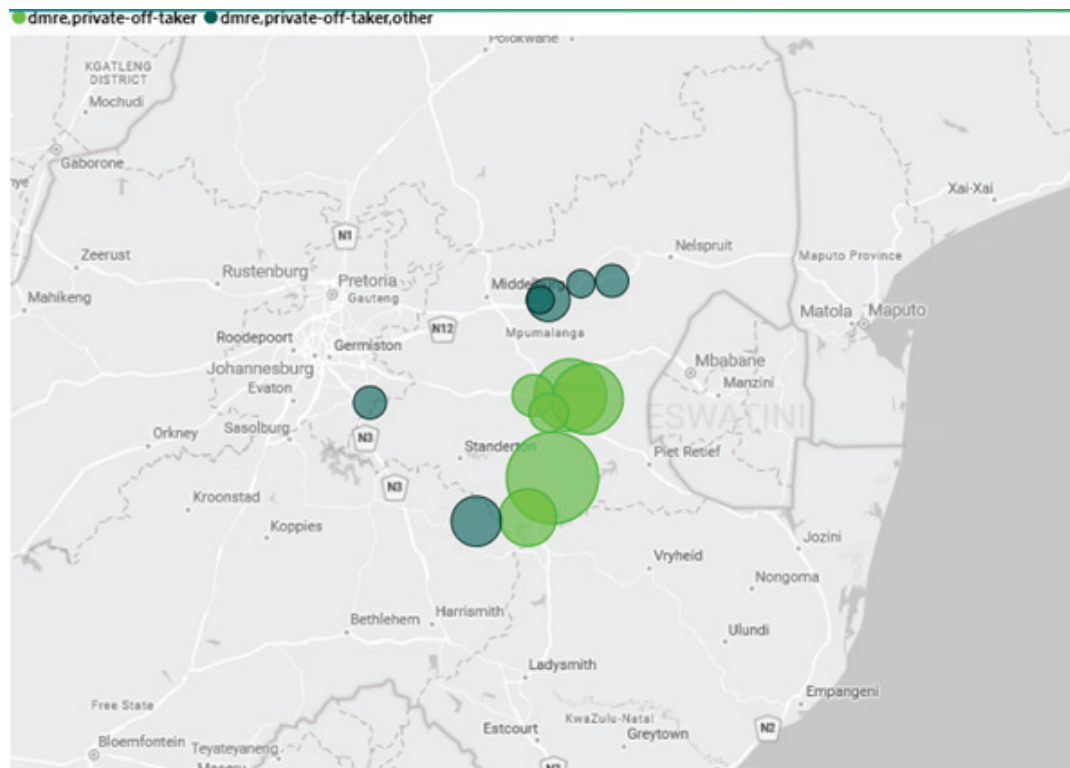 dmre,private-off-taker dmre,private-off-taker,other
Polokwane
KGATLENG
DISTRICT
Mochudi
Gaborone
Xai-Xai
N1
Nelspruit
Zeerust
Maputo Province
Rustenburg
Pretoria
Gauteng
Mahikeng
Matola
Maputo
N12
Mpumalanga
Roodepoort
Germiston
Johannesburg
Mbabane
Evaton
Manzini
ESWATINI
Orkney
Sasolburg
N3
Standerton
Piet Retief
N3
Kroonstad
Koppies
Jozini
Vryheid
Nongoma
Bethlehem
Harrismith
Ulundi
Ladysmith
Empangeni
Free State
KwaZulu-Natal
Estcourt
Greytown
N2
Bloemfontein
Teyateyaneng